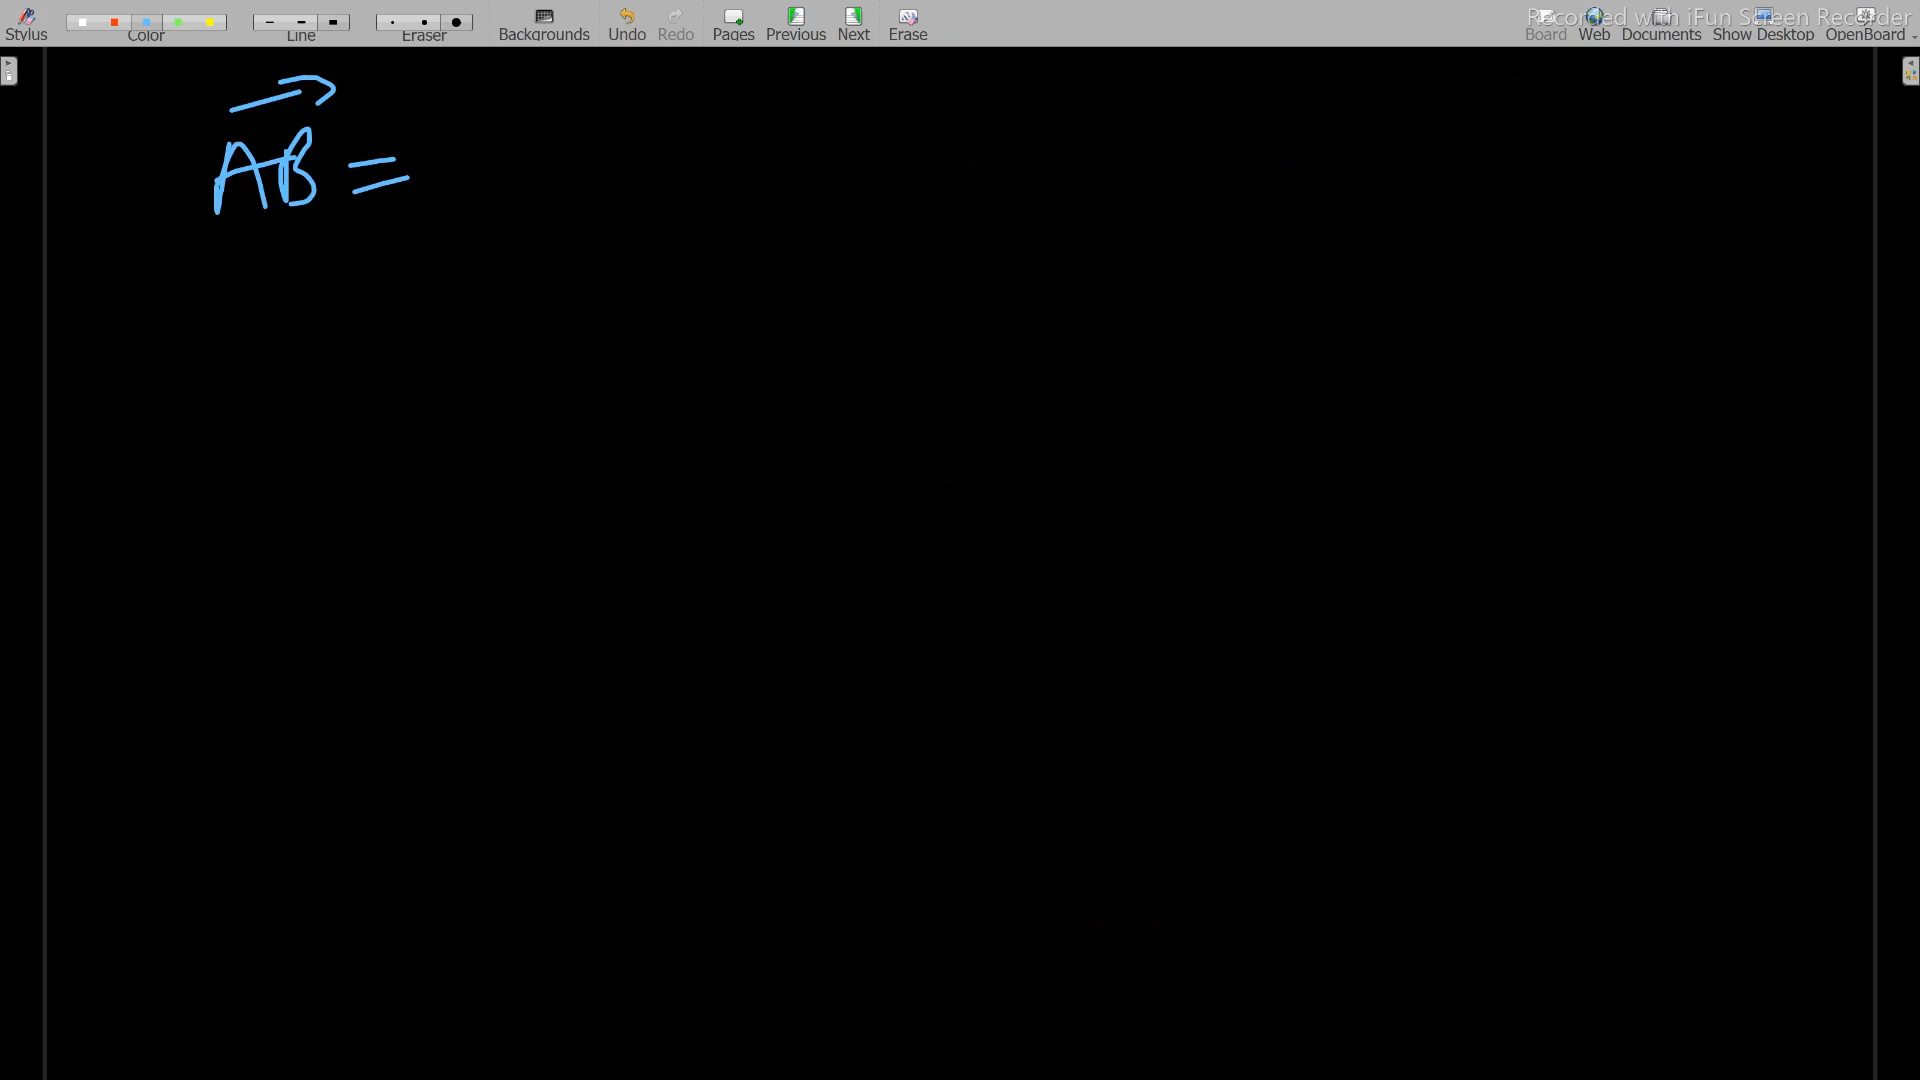 Recorded with iFun Screen Recorder
Stylus Color Line Eraser Backgrounds Undo Redo Pages Previous Next Erase Board Web Documents Show Desktop OpenBoard
$\overrightarrow{AB}=$